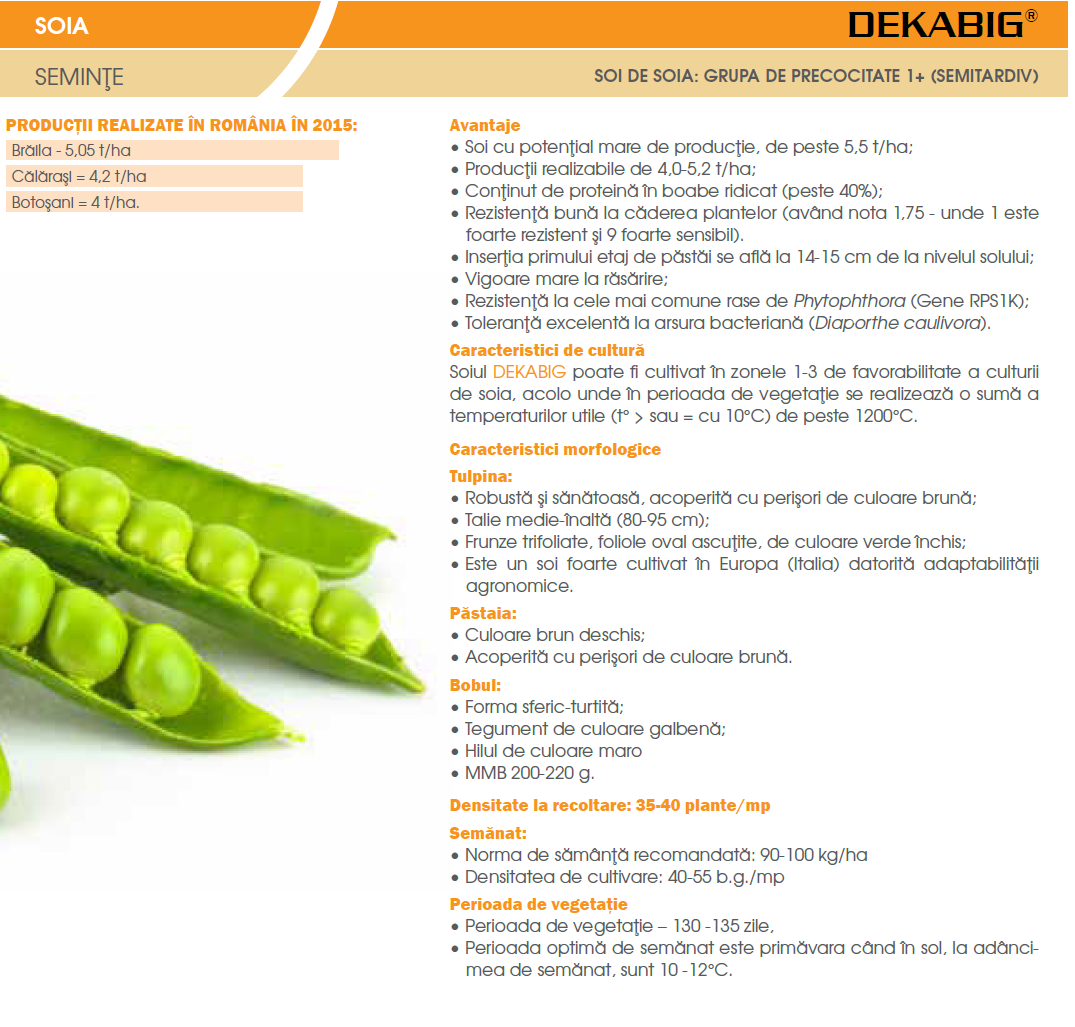 SOIA
DEKABIG®
SEMINŢE
SOI DE SOIA: GRUPA DE PRECOCITATE 1+ (SEMITARDIV)
PRODUCŢII REALIZATE ÎN ROMÂNIA ÎN 2015:
Brăila - 5,05 t/ha
Călăraşi = 4,2 t/ha
Botoşani = 4 t/ha.
Avantaje
• Soi cu potenţial mare de producţie, de peste 5,5 t/ha;
• Producţii realizabile de 4,0-5,2 t/ha;
• Conţinut de proteină în boabe ridicat (peste 40%);
• Rezistenţă bună la căderea plantelor (având nota 1,75 - unde 1 este
foarte rezistent şi 9 foarte sensibil).
• Inserţia primului etaj de păstăi se află la 14-15 cm de la nivelul solului;
• Vigoare mare la răsărire;
• Rezistenţă la cele mai comune rase de Phytophthora (Gene RPS1K);
• Toleranţă excelentă la arsura bacteriană (Diaporthe caulivora).
Caracteristici de cultură
Soiul DEKABIG poate fi cultivat în zonele 1-3 de favorabilitate a culturii
de soia, acolo unde în perioada de vegetaţie se realizează o sumă a
temperaturilor utile (t° > sau = cu 10°C) de peste 1200°C.
Caracteristici morfologice
Tulpina:
• Robustă şi sănătoasă, acoperită cu perişori de culoare brună;
• Talie medie-înaltă (80-95 cm);
• Frunze trifoliate, foliole oval ascuţite, de culoare verde închis;
• Este un soi foarte cultivat în Europa (Italia) datorită adaptabilităţii
agronomice.
Păstaia:
• Culoare brun deschis;
• Acoperită cu perişori de culoare brună.
Bobul:
• Forma sferic-turtită;
• Tegument de culoare galbenă;
• Hilul de culoare maro
• MMB 200-220 g.
Densitate la recoltare: 35-40 plante/mp
Semănat:
• Norma de sămânţă recomandată: 90-100 kg/ha
• Densitatea de cultivare: 40-55 b.g./mp
Perioada de vegetaţie
• Perioada de vegetaţie – 130 -135 zile,
• Perioada optimă de semănat este primăvara când în sol, la adânci-
mea de semănat, sunt 10 -12°C.